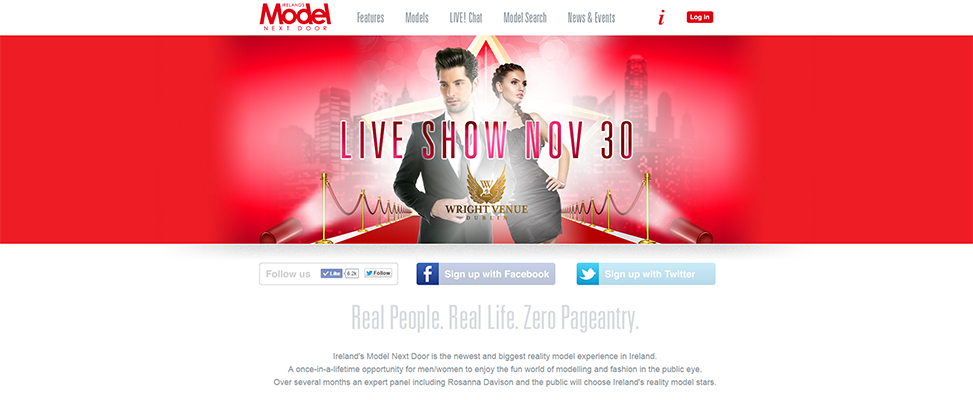 IRELAND'S
Model
NEXT DOOR
Features Models LIVE! Chat Model Search News & Events i Log in
LIVE SHOW NOV 30
W
WRIGHT VENUE
DUBLIN
Follow us Like 6.2k Follow f Sign up with Facebook Sign up with Twitter
Real People. Real Life. Zero Pageantry.
Ireland's Model Next Door is the newest and biggest reality model experience in Ireland.
A once-in-a-lifetime opportunity for men/women to enjoy the fun world of modelling and fashion in the public eye.
Over several months an expert panel including Rosanna Davison and the public will choose Ireland's reality model stars.